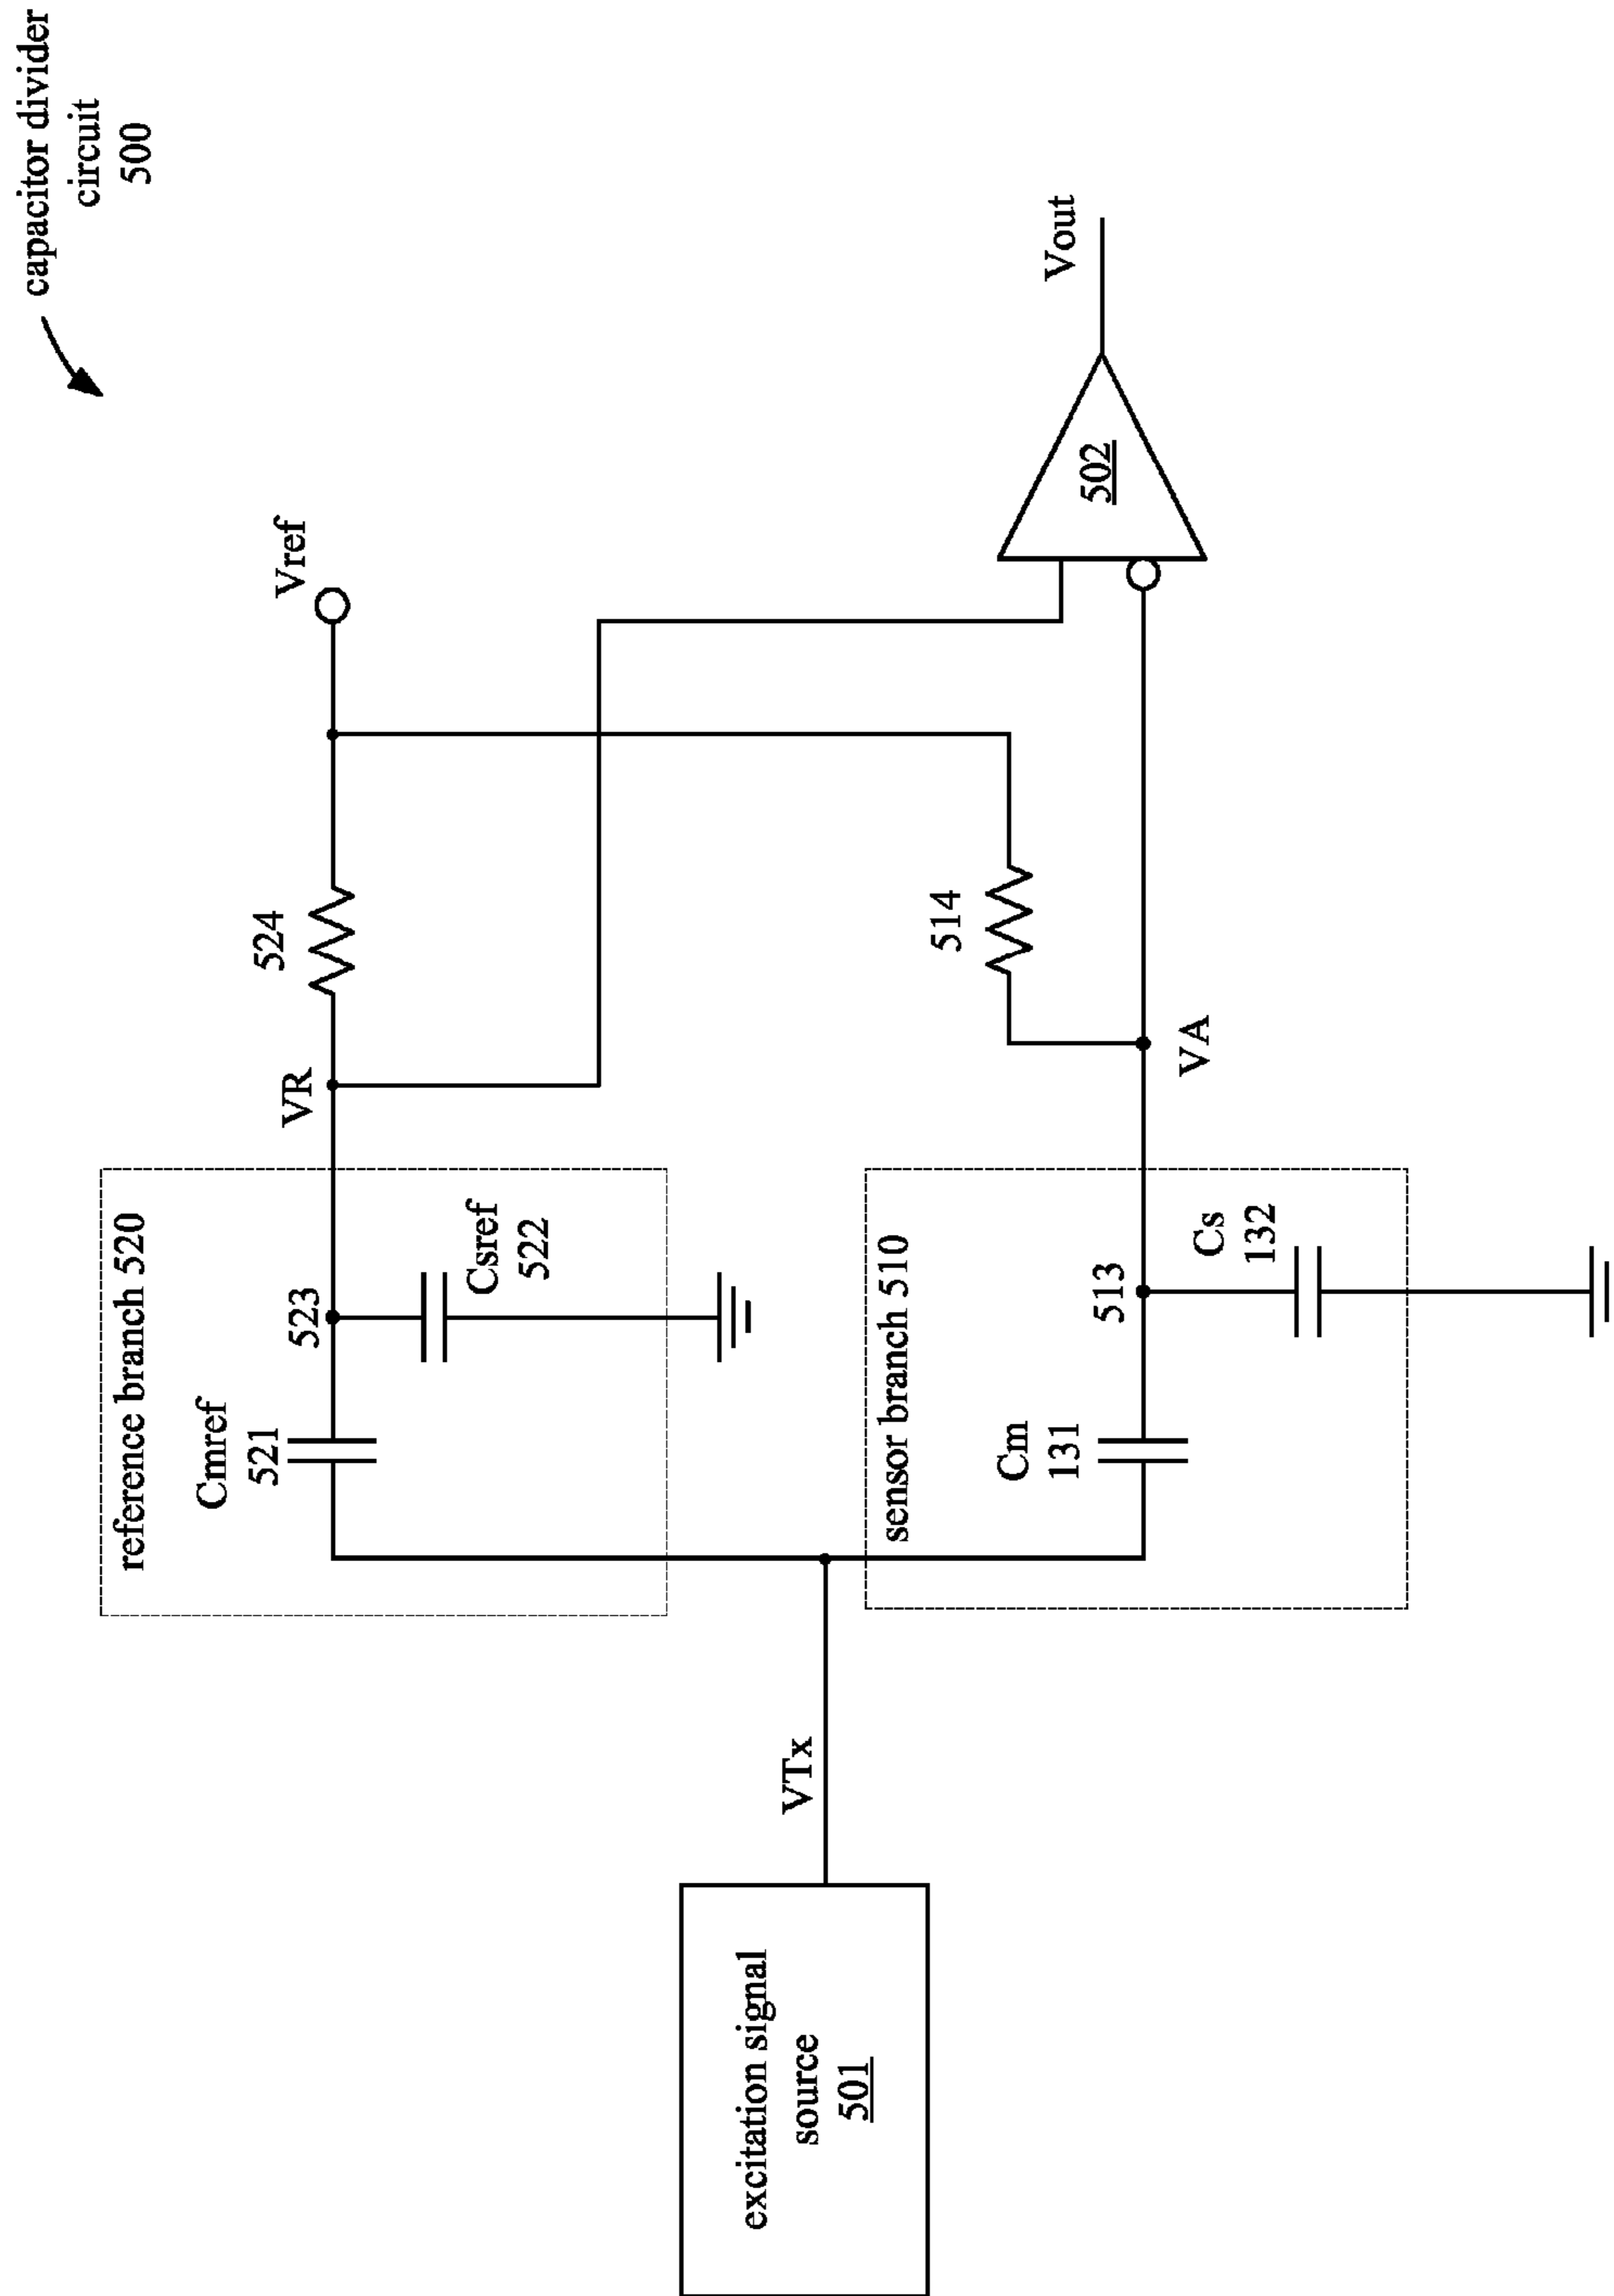 capacitor divider
circuit
500
reference branch 520
Cmref
521
523
Csref
522
VR
524
Vref
excitation signal
source
501
VTx
sensor branch 510
Cm
131
513
Cs
132
VA
514
502
Vout